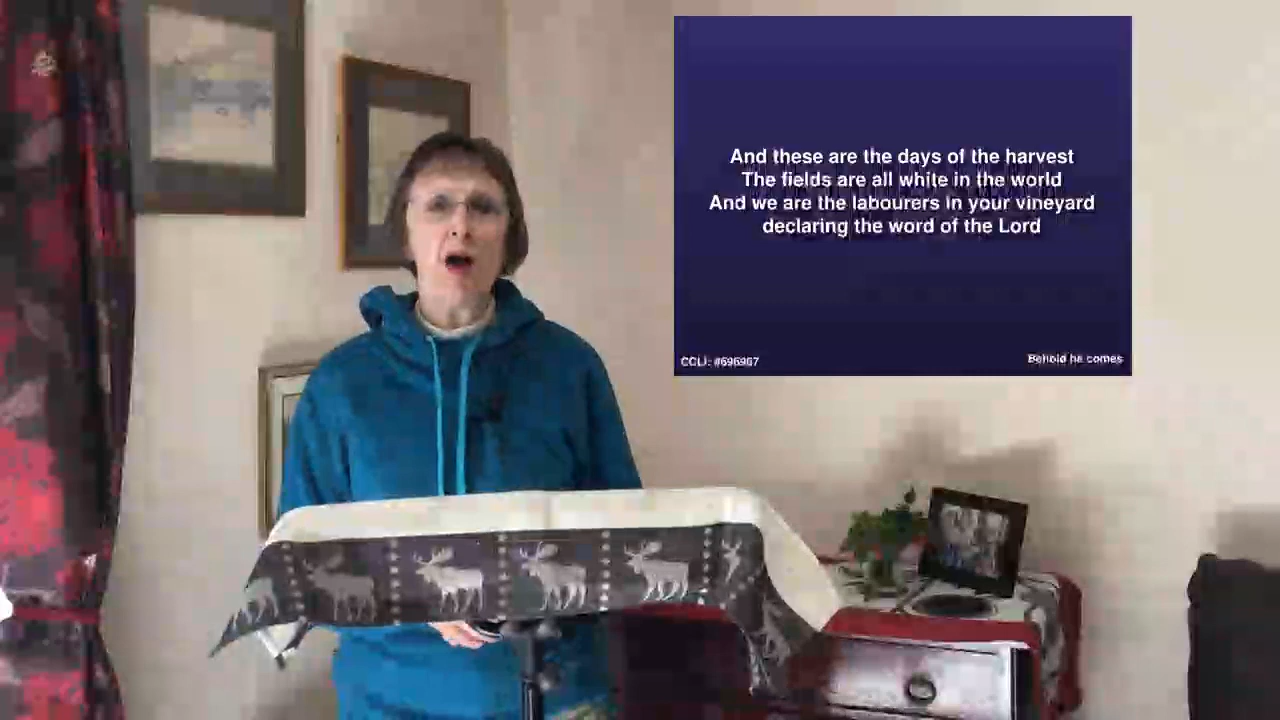 And these are the days of the harvest
The fields are all white in the world
And we are the labourers in your vineyard
declaring the word of the Lord
CCLI: #696967
Behold he comes